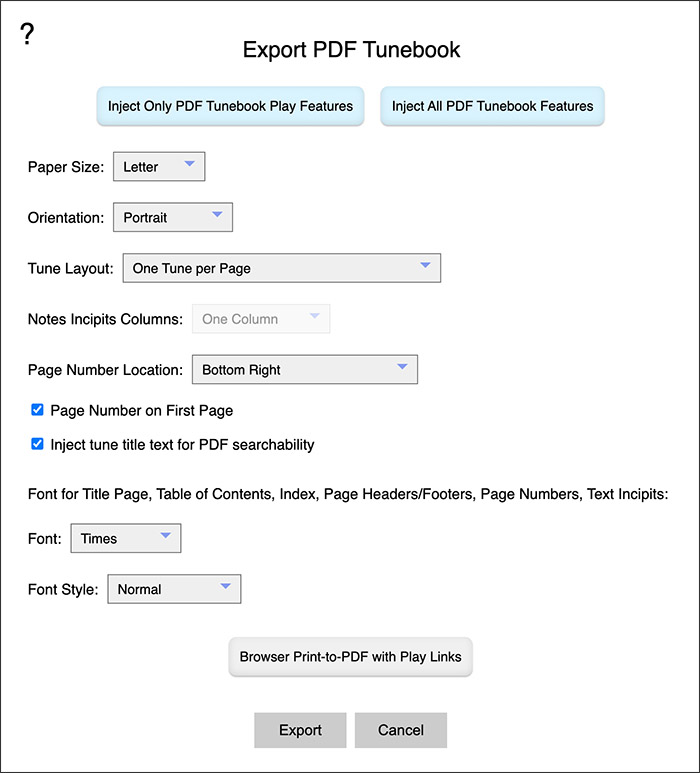 ?
Export PDF Tunebook
Inject Only PDF Tunebook Play Features
Inject All PDF Tunebook Features
Paper Size: Letter
Orientation: Portrait
Tune Layout: One Tune per Page
Notes Incipits Columns: One Column
Page Number Location: Bottom Right
Page Number on First Page
Inject tune title text for PDF searchability
Font for Title Page, Table of Contents, Index, Page Headers/Footers, Page Numbers, Text Incipits:
Font: Times
Font Style: Normal
Browser Print-to-PDF with Play Links
Export
Cancel